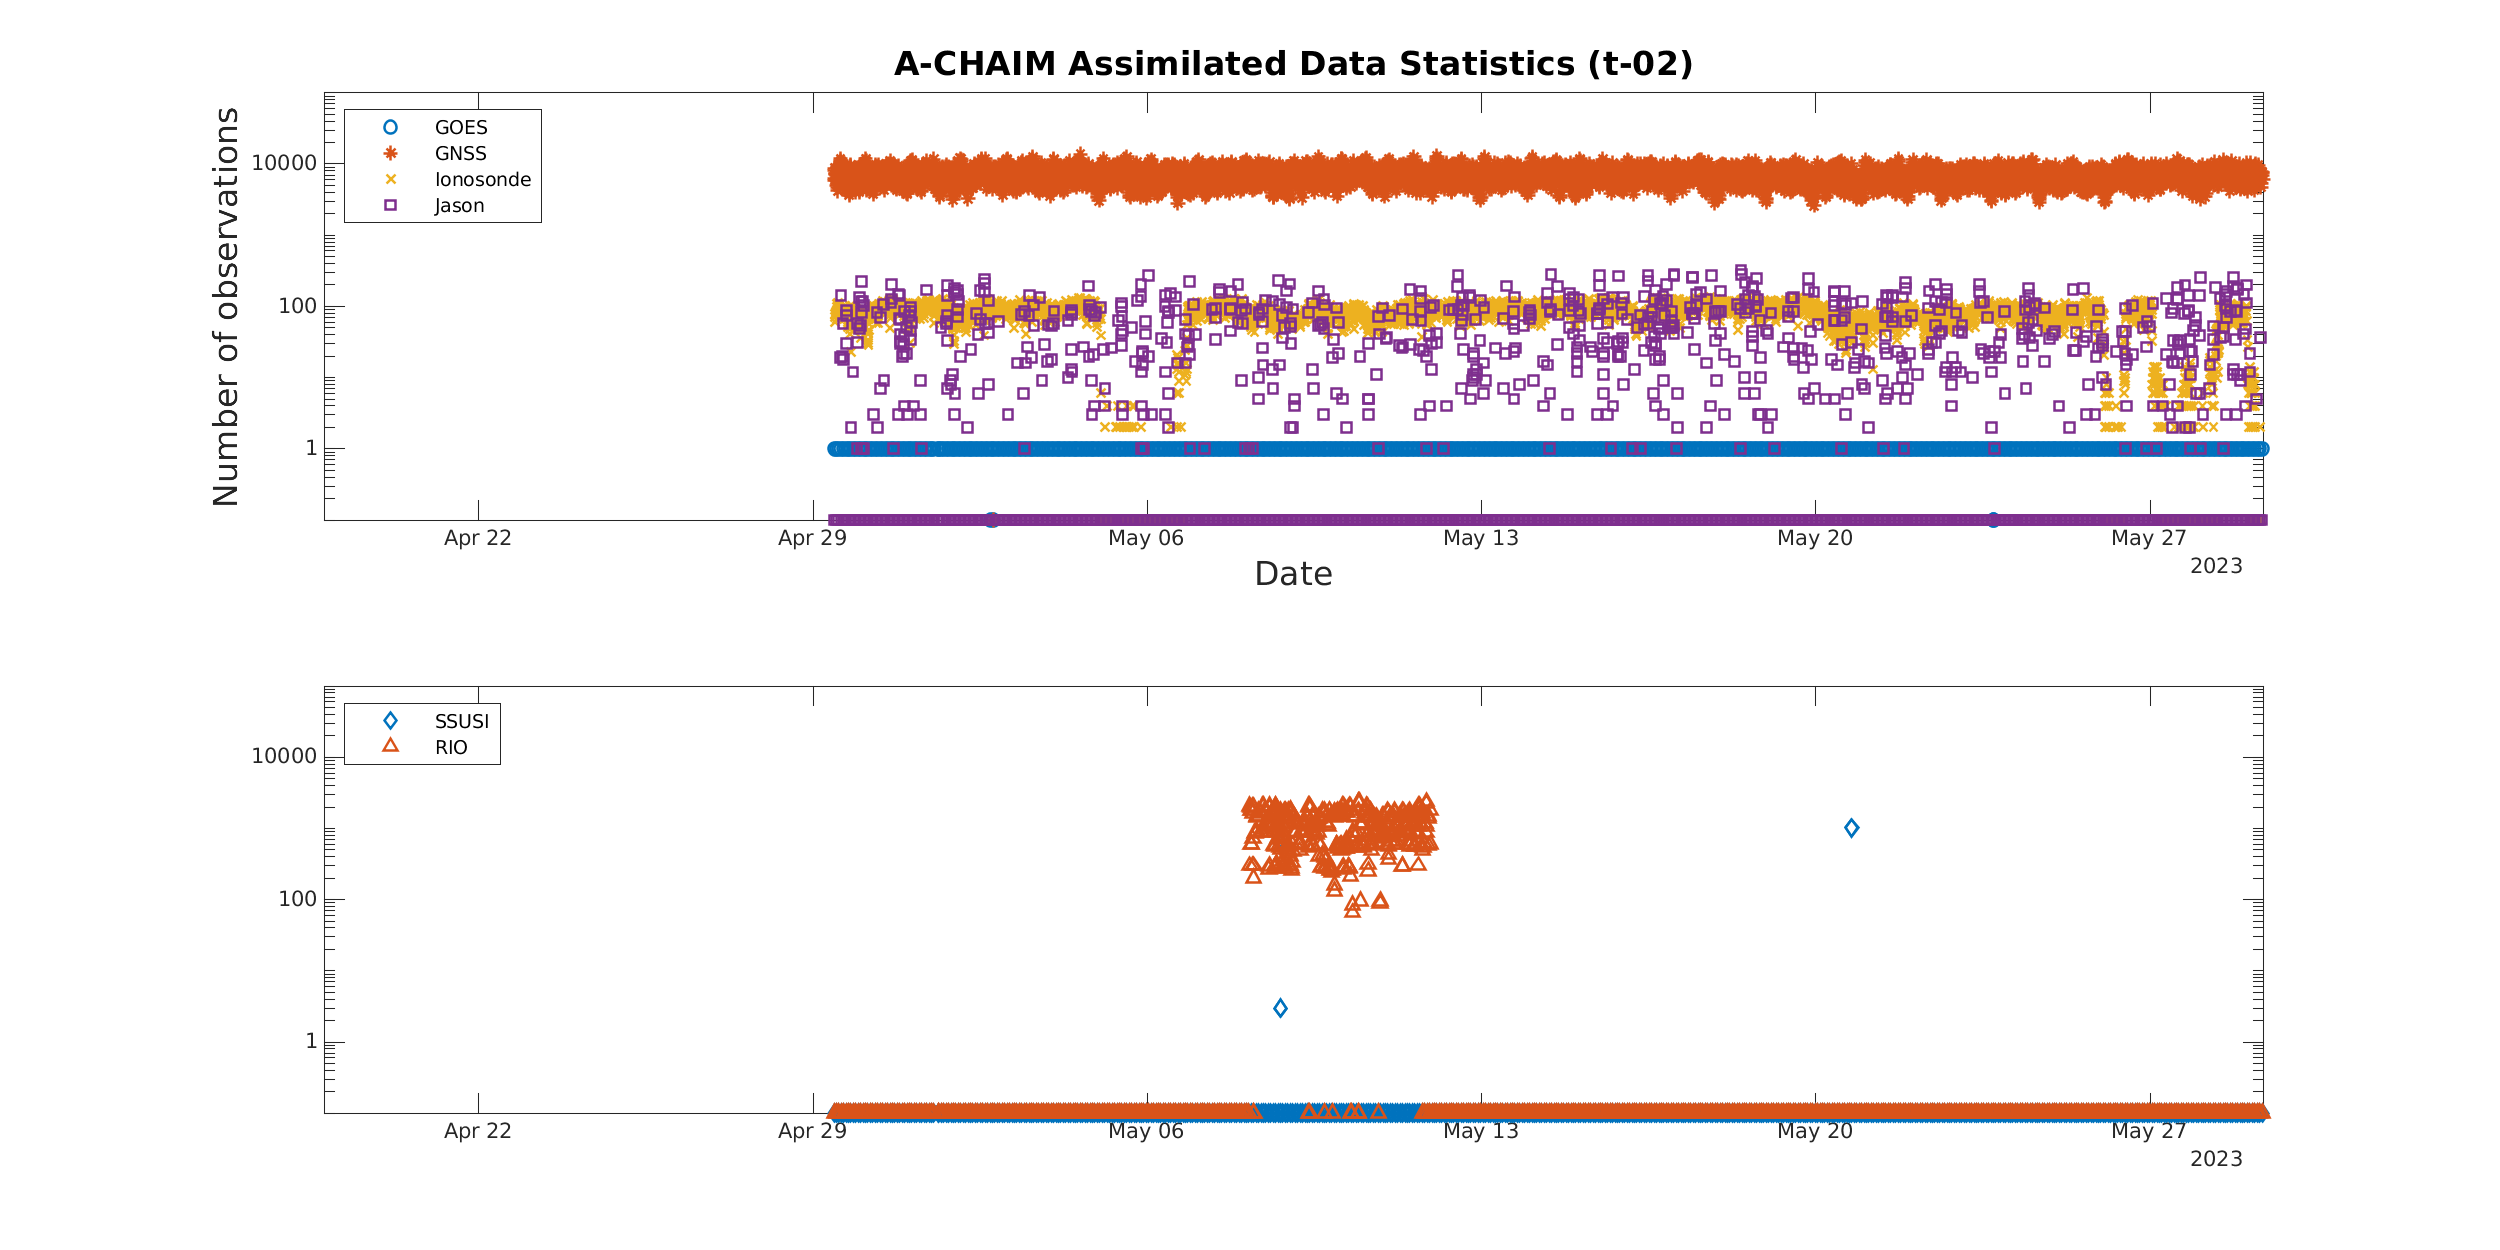 A-CHAIM Assimilated Data Statistics (t-02)
Number of observations
10000
100
1
GOES
GNSS
Ionosonde
Jason
Apr 22
Apr 29
May 06
May 13
May 20
May 27
2023
Date
10000
100
1
SSUSI
RIO
Apr 22
Apr 29
May 06
May 13
May 20
May 27
2023